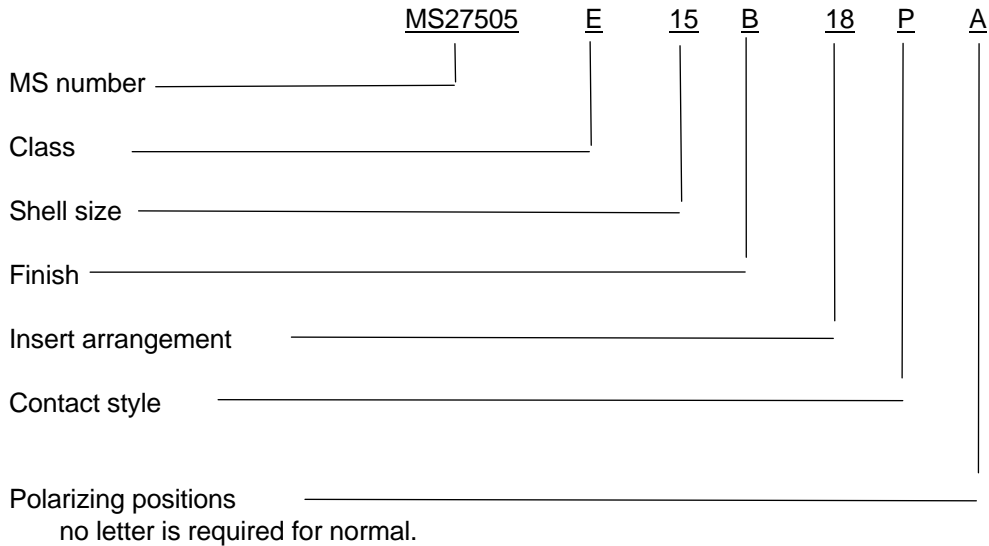 MS27505 E 15 B 18 P A
MS number
Class
Shell size
Finish
Insert arrangement
Contact style
Polarizing positions
no letter is required for normal.